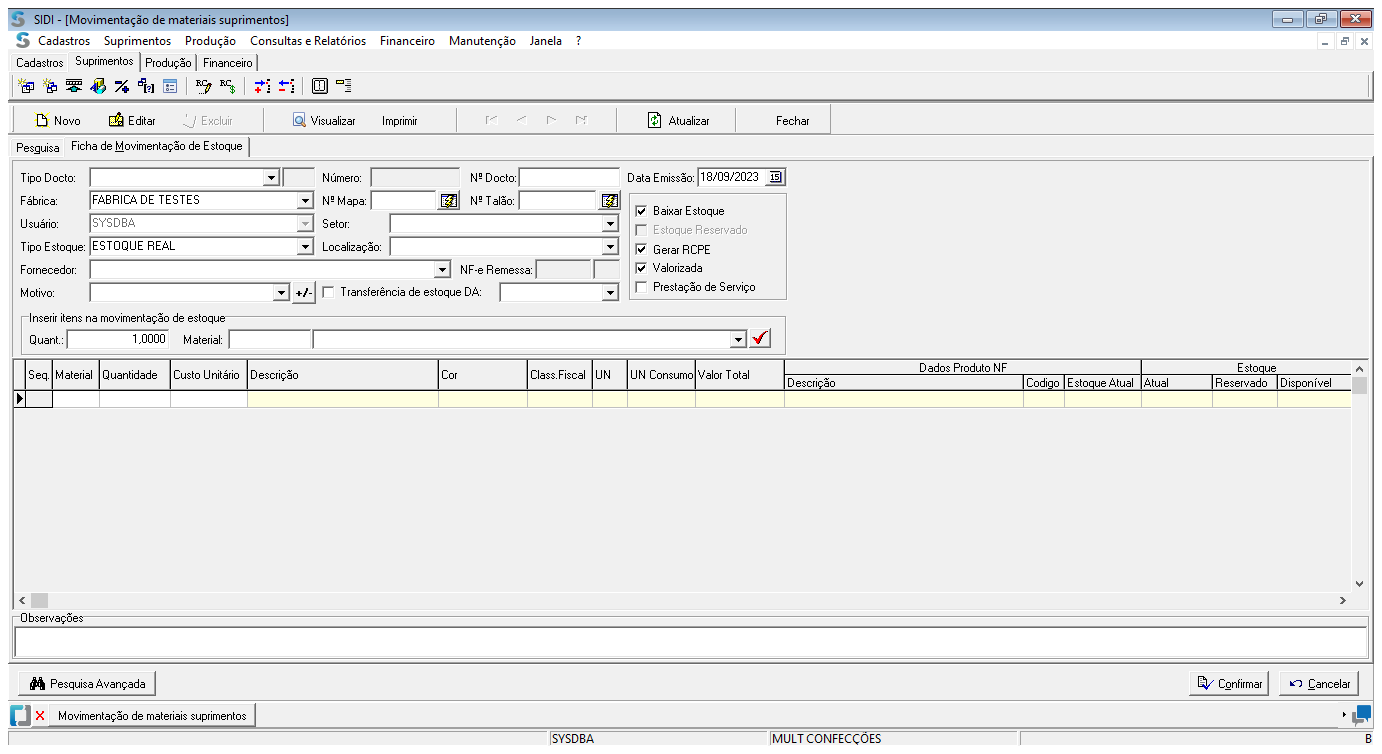 SIDI - [Movimentação de materiais suprimentos]
Cadastros Suprimentos Produção Consultas e Relatórios Financeiro Manutenção Janela ?
Cadastros Suprimentos Produção Financeiro
Novo Editar Excluir Visualizar Imprimir Atualizar Fechar
Pesquisa Ficha de Movimentação de Estoque
Tipo Docto: Número: Nº Docto: Data Emissão: 18/09/2023 15
Fábrica: FABRICA DE TESTES Nº Mapa: Nº Talão:
Baixar Estoque
Usuário: SYSDBA Setor:
Estoque Reservado
Tipo Estoque: ESTOQUE REAL Localização:
Gerar RCPE
Fornecedor: NF-e Remessa:
Valorizada
Motivo: +/- Transferência de estoque DA:
Prestação de Serviço
Inserir itens na movimentação de estoque
Quant.: 1,0000 Material:
Seq. Material Quantidade Custo Unitário Descrição Cor Class.Fiscal UN UN Consumo Valor Total Dados Produto NF Estoque
Descrição Codigo Estoque Atual Atual Reservado Disponível
Observações
Pesquisa Avançada Confirmar Cancelar
Movimentação de materiais suprimentos
SYSDBA MULT CONFECÇÕES B